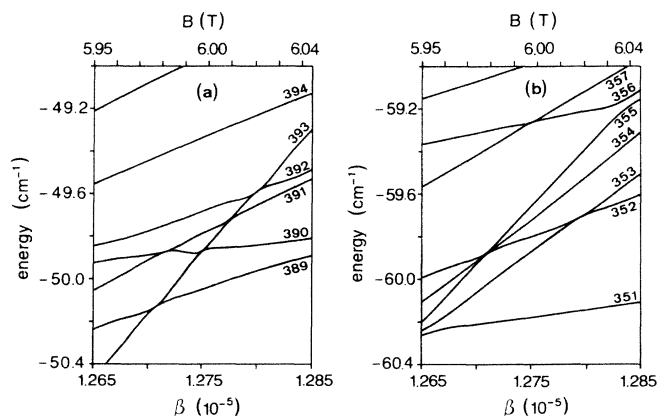 B (T)
5.95 6.00 6.04
(a)
394
393
392
391
390
389
−49.2
−49.6
−50.0
−50.4
energy (cm⁻¹)
1.265 1.275 1.285
β (10⁻⁵)
B (T)
5.95 6.00 6.04
(b)
357
356
355
354
353
352
351
−59.2
−59.6
−60.0
−60.4
energy (cm⁻¹)
1.265 1.275 1.285
β (10⁻⁵)